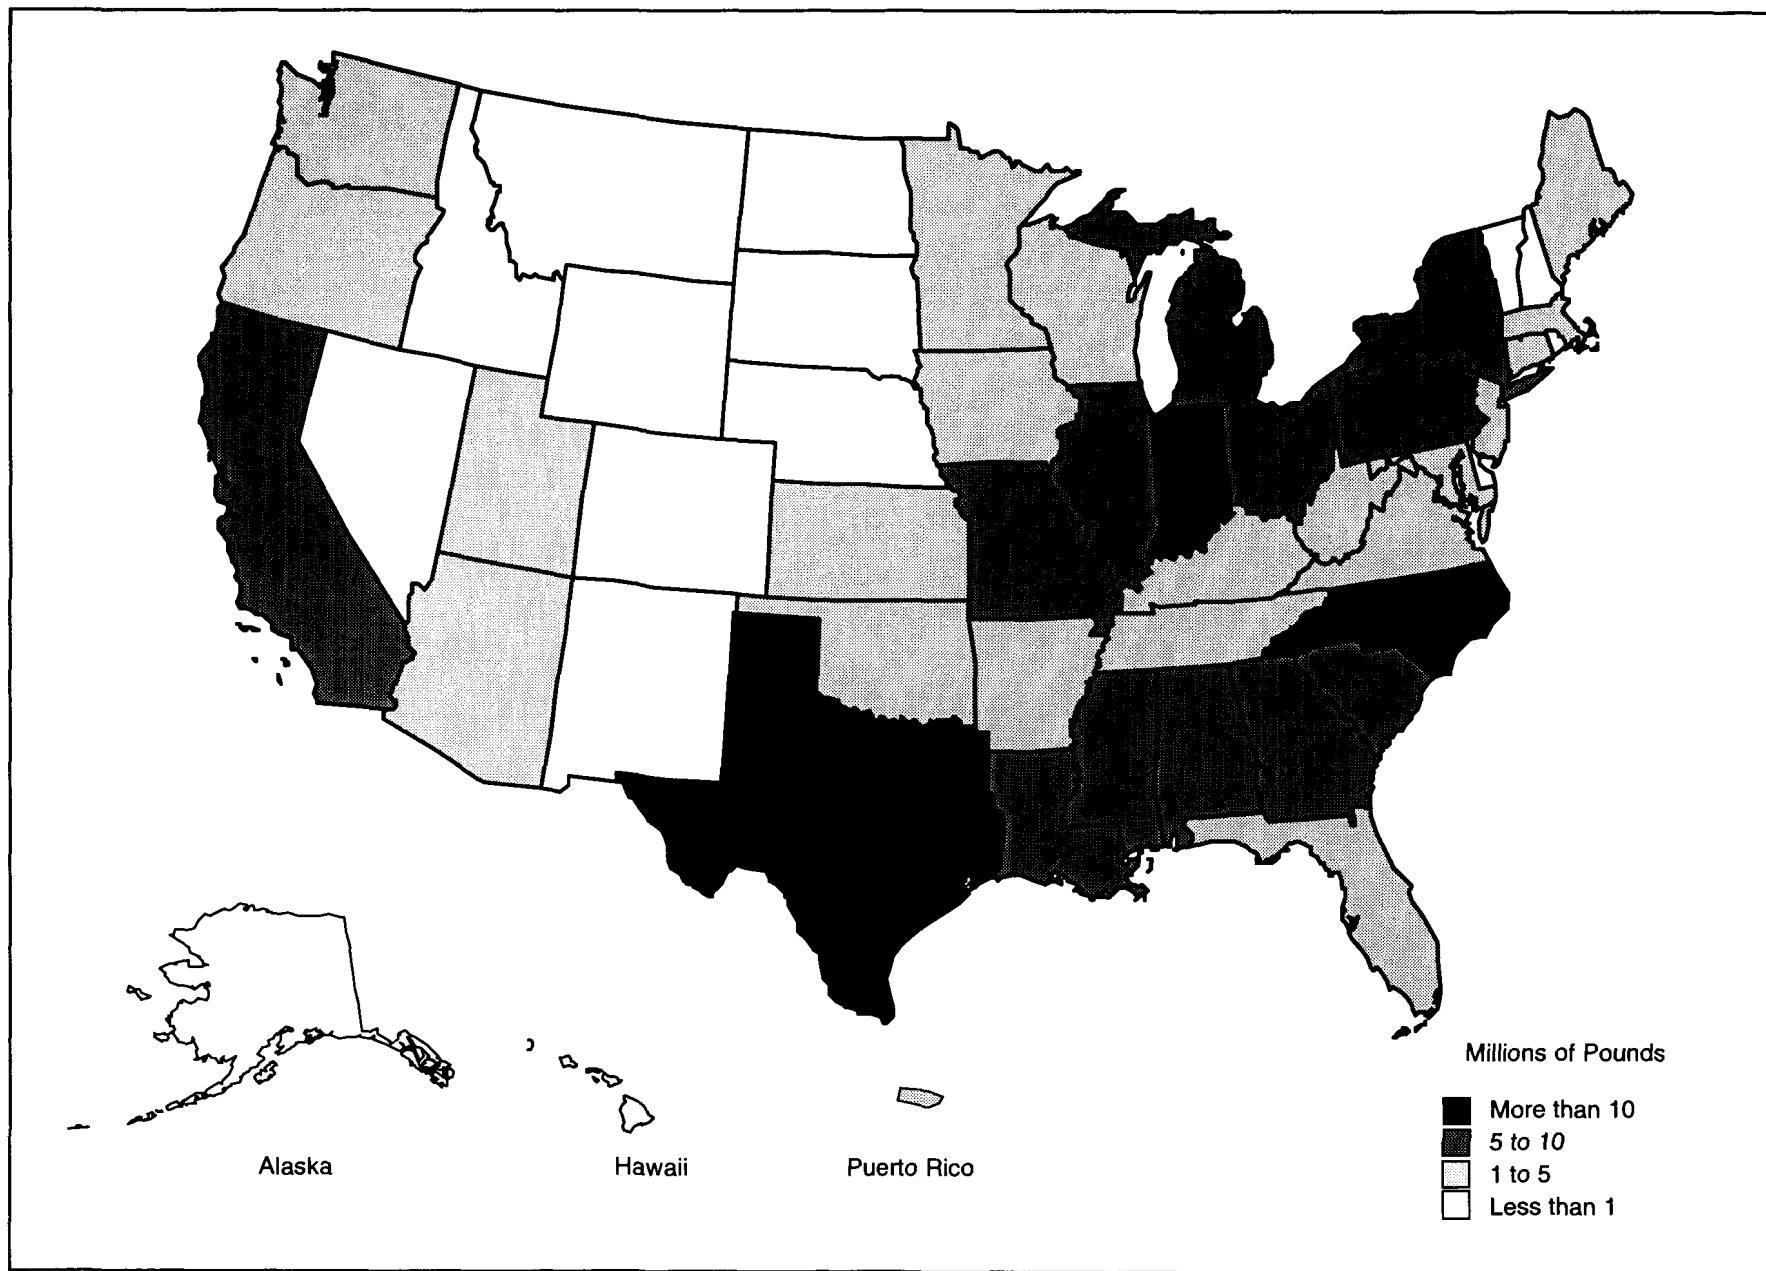 Millions of Pounds
More than 10
5 to 10
1 to 5
Less than 1
Alaska
Hawaii
Puerto Rico